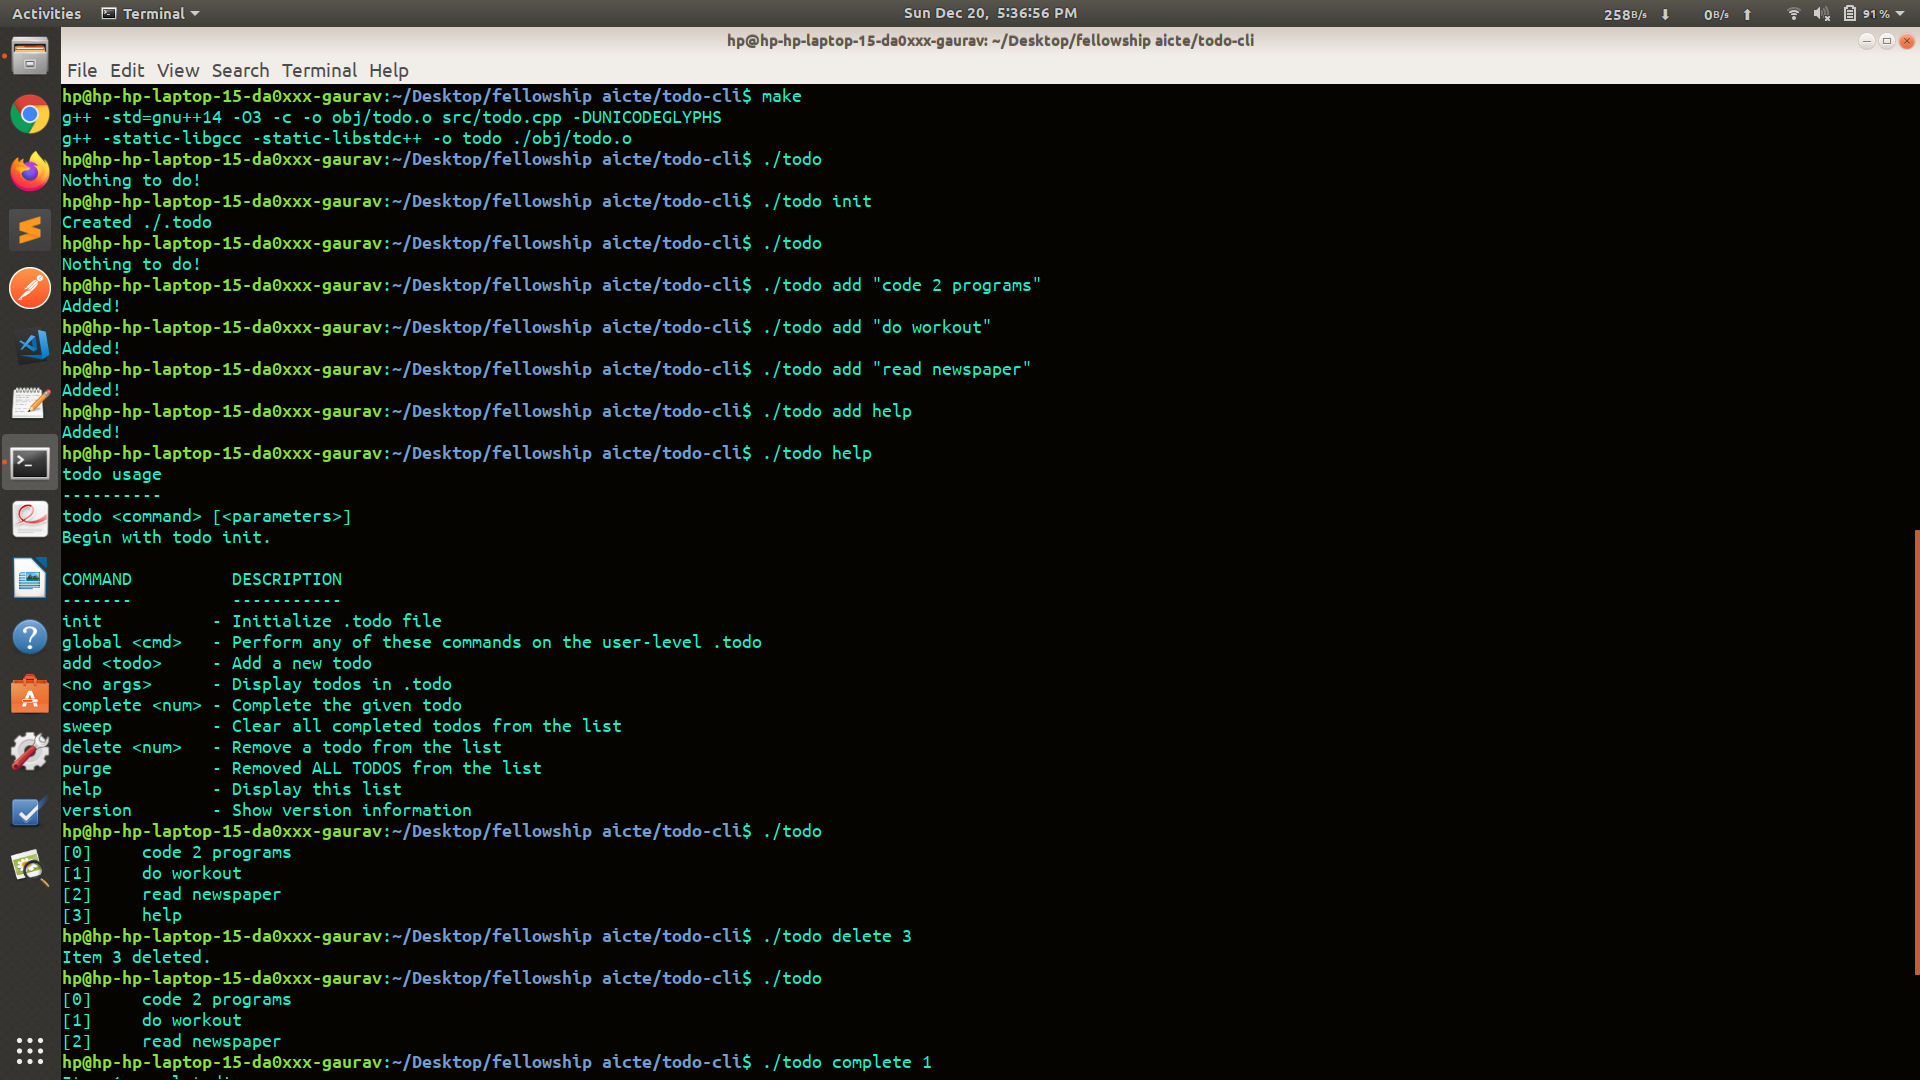 Activities Terminal Sun Dec 20, 5:36:56 PM 258B/s 0B/s 91 %
hp@hp-hp-laptop-15-da0xxx-gaurav: ~/Desktop/fellowship aicte/todo-cli
File Edit View Search Terminal Help
hp@hp-hp-laptop-15-da0xxx-gaurav:~/Desktop/fellowship aicte/todo-cli$ make
g++ -std=gnu++14 -O3 -c -o obj/todo.o src/todo.cpp -DUNICODEGLYPHS
g++ -static-libgcc -static-libstdc++ -o todo ./obj/todo.o
hp@hp-hp-laptop-15-da0xxx-gaurav:~/Desktop/fellowship aicte/todo-cli$ ./todo
Nothing to do!
hp@hp-hp-laptop-15-da0xxx-gaurav:~/Desktop/fellowship aicte/todo-cli$ ./todo init
Created ./.todo
hp@hp-hp-laptop-15-da0xxx-gaurav:~/Desktop/fellowship aicte/todo-cli$ ./todo
Nothing to do!
hp@hp-hp-laptop-15-da0xxx-gaurav:~/Desktop/fellowship aicte/todo-cli$ ./todo add "code 2 programs"
Added!
hp@hp-hp-laptop-15-da0xxx-gaurav:~/Desktop/fellowship aicte/todo-cli$ ./todo add "do workout"
Added!
hp@hp-hp-laptop-15-da0xxx-gaurav:~/Desktop/fellowship aicte/todo-cli$ ./todo add "read newspaper"
Added!
hp@hp-hp-laptop-15-da0xxx-gaurav:~/Desktop/fellowship aicte/todo-cli$ ./todo add help
Added!
hp@hp-hp-laptop-15-da0xxx-gaurav:~/Desktop/fellowship aicte/todo-cli$ ./todo help
todo usage
----------
todo <command> [<parameters>]
Begin with todo init.
COMMAND          DESCRIPTION
-------          -----------
init           - Initialize .todo file
global <cmd>   - Perform any of these commands on the user-level .todo
add <todo>     - Add a new todo
<no args>      - Display todos in .todo
complete <num> - Complete the given todo
sweep          - Clear all completed todos from the list
delete <num>   - Remove a todo from the list
purge          - Removed ALL TODOS from the list
help           - Display this list
version        - Show version information
hp@hp-hp-laptop-15-da0xxx-gaurav:~/Desktop/fellowship aicte/todo-cli$ ./todo
[0]     code 2 programs
[1]     do workout
[2]     read newspaper
[3]     help
hp@hp-hp-laptop-15-da0xxx-gaurav:~/Desktop/fellowship aicte/todo-cli$ ./todo delete 3
Item 3 deleted.
hp@hp-hp-laptop-15-da0xxx-gaurav:~/Desktop/fellowship aicte/todo-cli$ ./todo
[0]     code 2 programs
[1]     do workout
[2]     read newspaper
hp@hp-hp-laptop-15-da0xxx-gaurav:~/Desktop/fellowship aicte/todo-cli$ ./todo complete 1